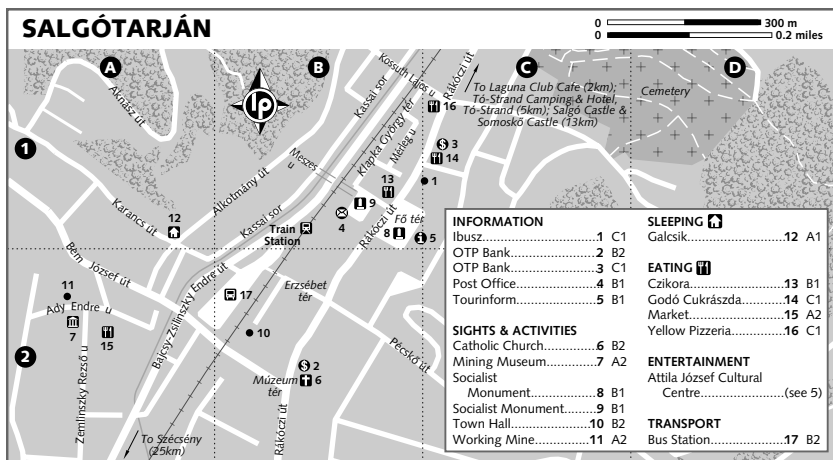 SALGÓTARJÁN
0 300 m
0 0.2 miles
A
B
C
D
1
2
lp
Aknász út
Karancs út
Alkotmány út
Kassai sor
Kassai sor
Meszes
u
Kossuth Lajos u
Klapka György tér
Mérleg u
Rákóczi út
Rákóczi út
Rákóczi út
Fő tér
Train
Station
Bem József út
Ady Endre u
Zemlinszky Rezső u
Bajcsy-Zsilinszky Endre út
Erzsébet
tér
Múzeum
tér
Pécskő út
Cemetery
To Laguna Club Cafe (2km);
Tó-Strand Camping & Hotel,
Tó-Strand (5km); Salgó Castle &
Somoskő Castle (13km)
To Szécsény
(25km)
16
$ 3
14
1
13
9
4
8
i 5
12
11
7
15
17
10
$ 2
6
INFORMATION
Ibusz...................1 C1
OTP Bank...................2 B2
OTP Bank...................3 C1
Post Office...................4 B1
Tourinform...................5 B1
SIGHTS & ACTIVITIES
Catholic Church...................6 B2
Mining Museum...................7 A2
Socialist
Monument...................8 B1
Socialist Monument...................9 B1
Town Hall...................10 B2
Working Mine...................11 A2
SLEEPING
Galcsik...................12 A1
EATING
Czikora...................13 B1
Godó Cukrászda...................14 C1
Market...................15 A2
Yellow Pizzeria...................16 C1
ENTERTAINMENT
Attila József Cultural
Centre...................(see 5)
TRANSPORT
Bus Station...................17 B2